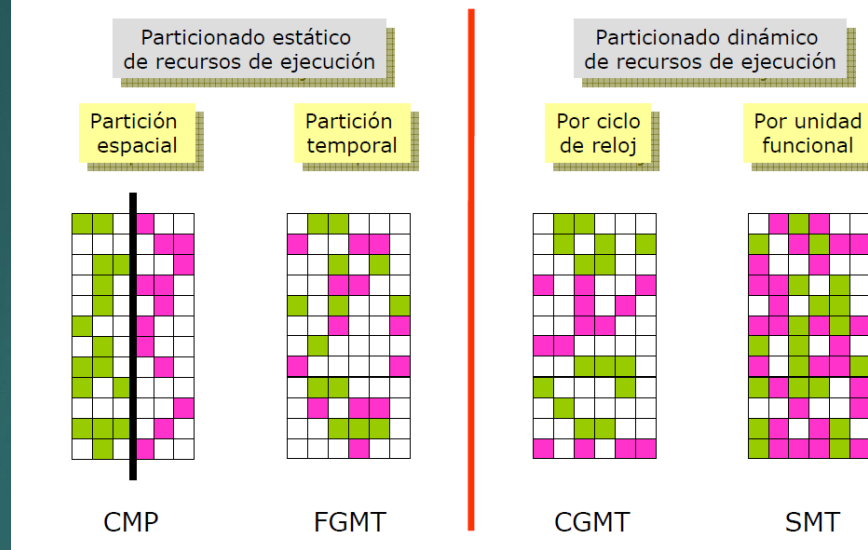 Particionado estático
de recursos de ejecución
Particionado dinámico
de recursos de ejecución
Partición
espacial
Partición
temporal
Por ciclo
de reloj
Por unidad
funcional
CMP
FGMT
CGMT
SMT